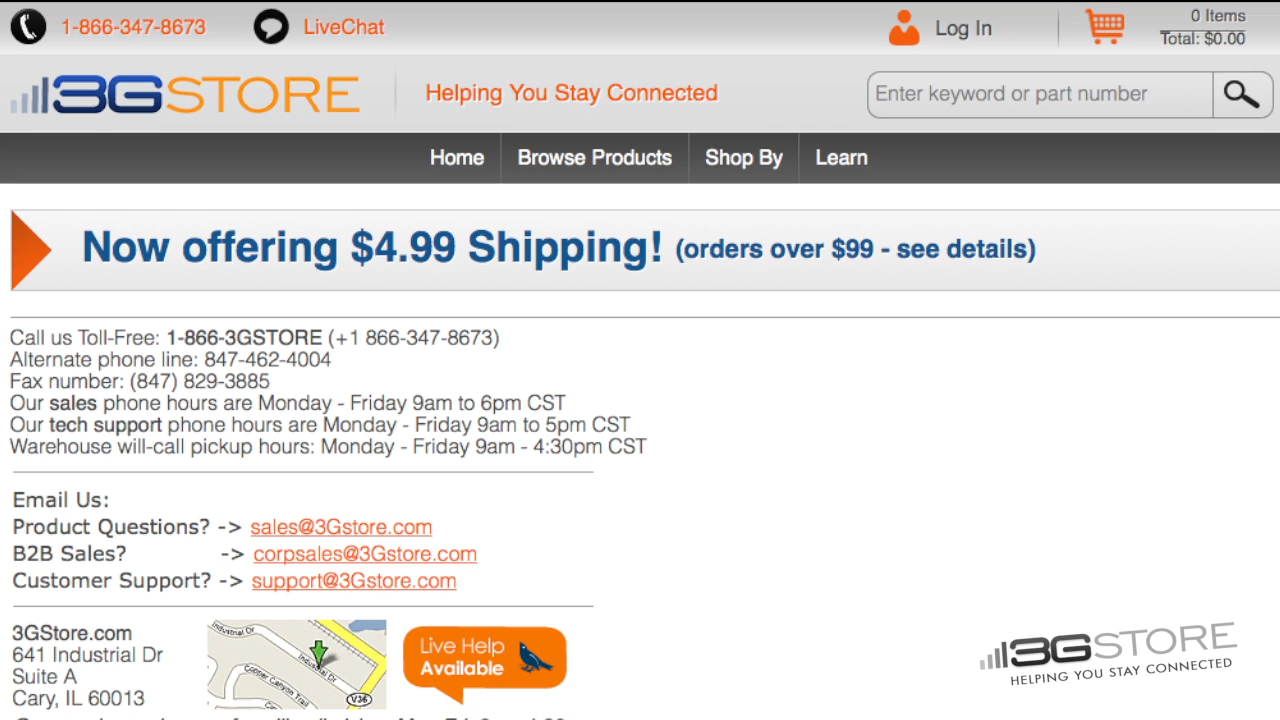 1-866-347-8673
LiveChat
Log In
0 Items
Total: $0.00
3GSTORE
Helping You Stay Connected
Enter keyword or part number
Home
Browse Products
Shop By
Learn
Now offering $4.99 Shipping! (orders over $99 - see details)
Call us Toll-Free: 1-866-3GSTORE (+1 866-347-8673)
Alternate phone line: 847-462-4004
Fax number: (847) 829-3885
Our sales phone hours are Monday - Friday 9am to 6pm CST
Our tech support phone hours are Monday - Friday 9am to 5pm CST
Warehouse will-call pickup hours: Monday - Friday 9am - 4:30pm CST
Email Us:
Product Questions? -> sales@3Gstore.com
B2B Sales? -> corpsales@3Gstore.com
Customer Support? -> support@3Gstore.com
3GStore.com
641 Industrial Dr
Suite A
Cary, IL 60013
Industrial Dr
Industrial Dr
Copper Canyon Trail
V36
Live Help
Available
3GSTORE
HELPING YOU STAY CONNECTED